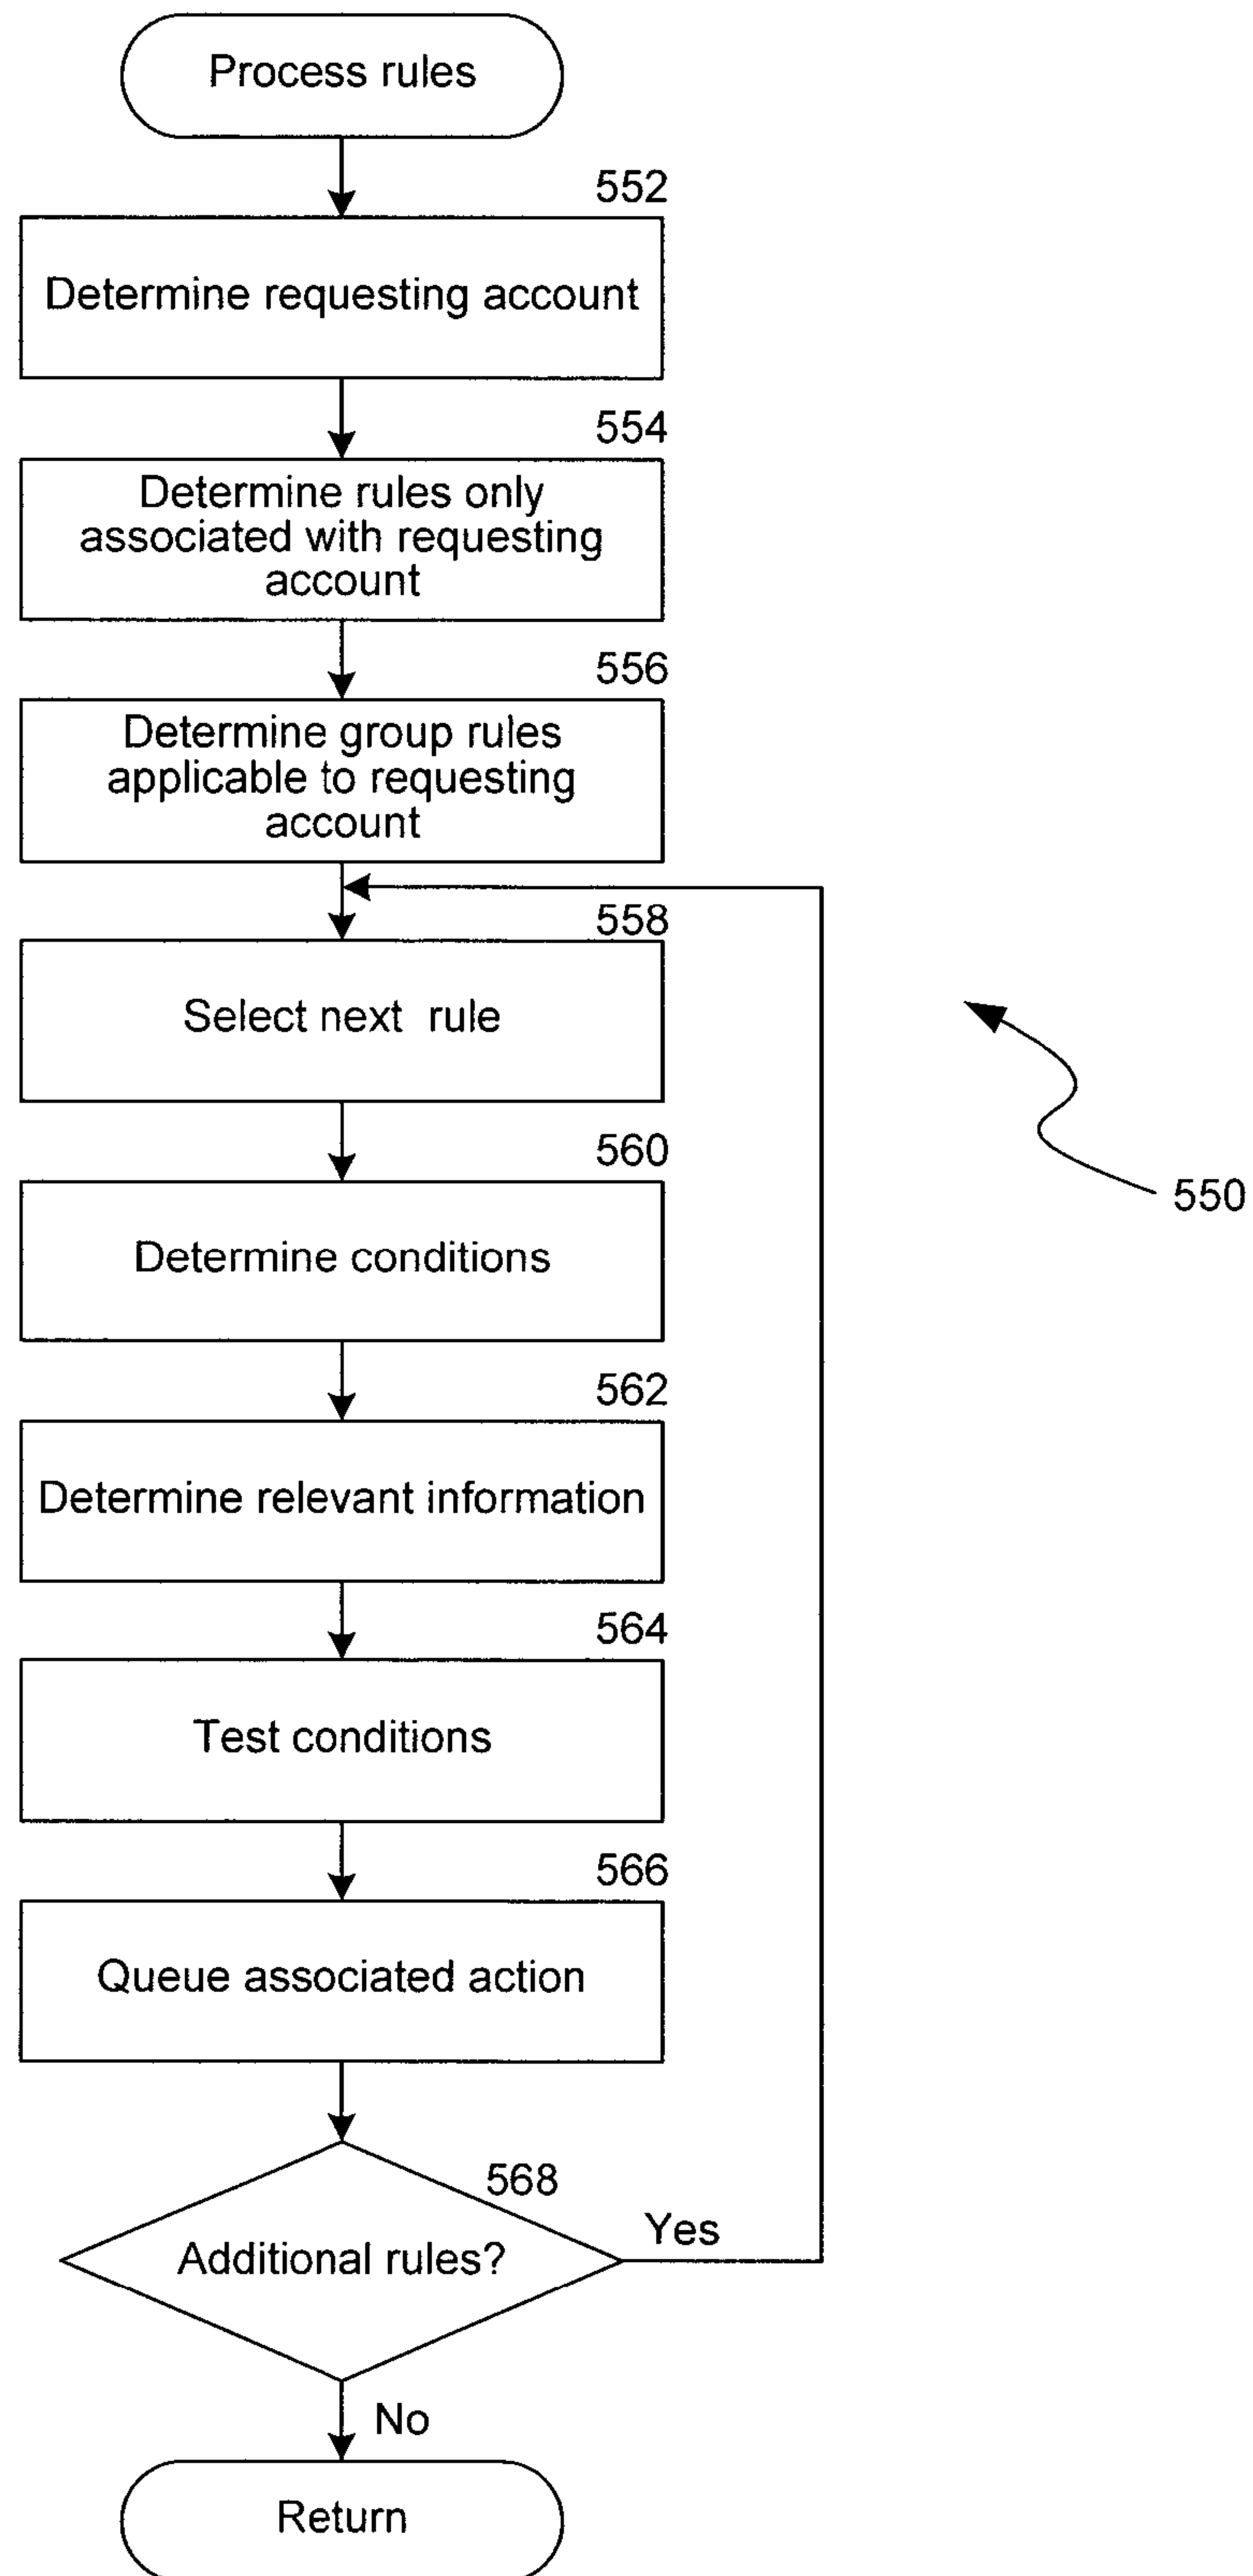 Process rules
552
Determine requesting account
554
Determine rules only
associated with requesting
account
556
Determine group rules
applicable to requesting
account
558
Select next rule
560
Determine conditions
550
562
Determine relevant information
564
Test conditions
566
Queue associated action
568
Additional rules?
Yes
No
Return